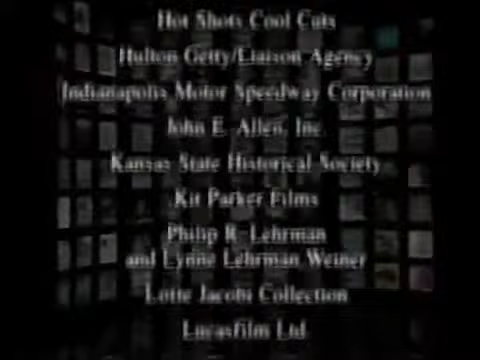 Hot Shots Cool Cuts
Hulton Getty/Liaison Agency
Indianapolis Motor Speedway Corporation
John E. Allen, Inc.
Kansas State Historical Society
Kit Parker Films
Philip R. Lehrman
and Lynne Lehrman Weiner
Lotte Jacobi Collection
Lucasfilm Ltd.